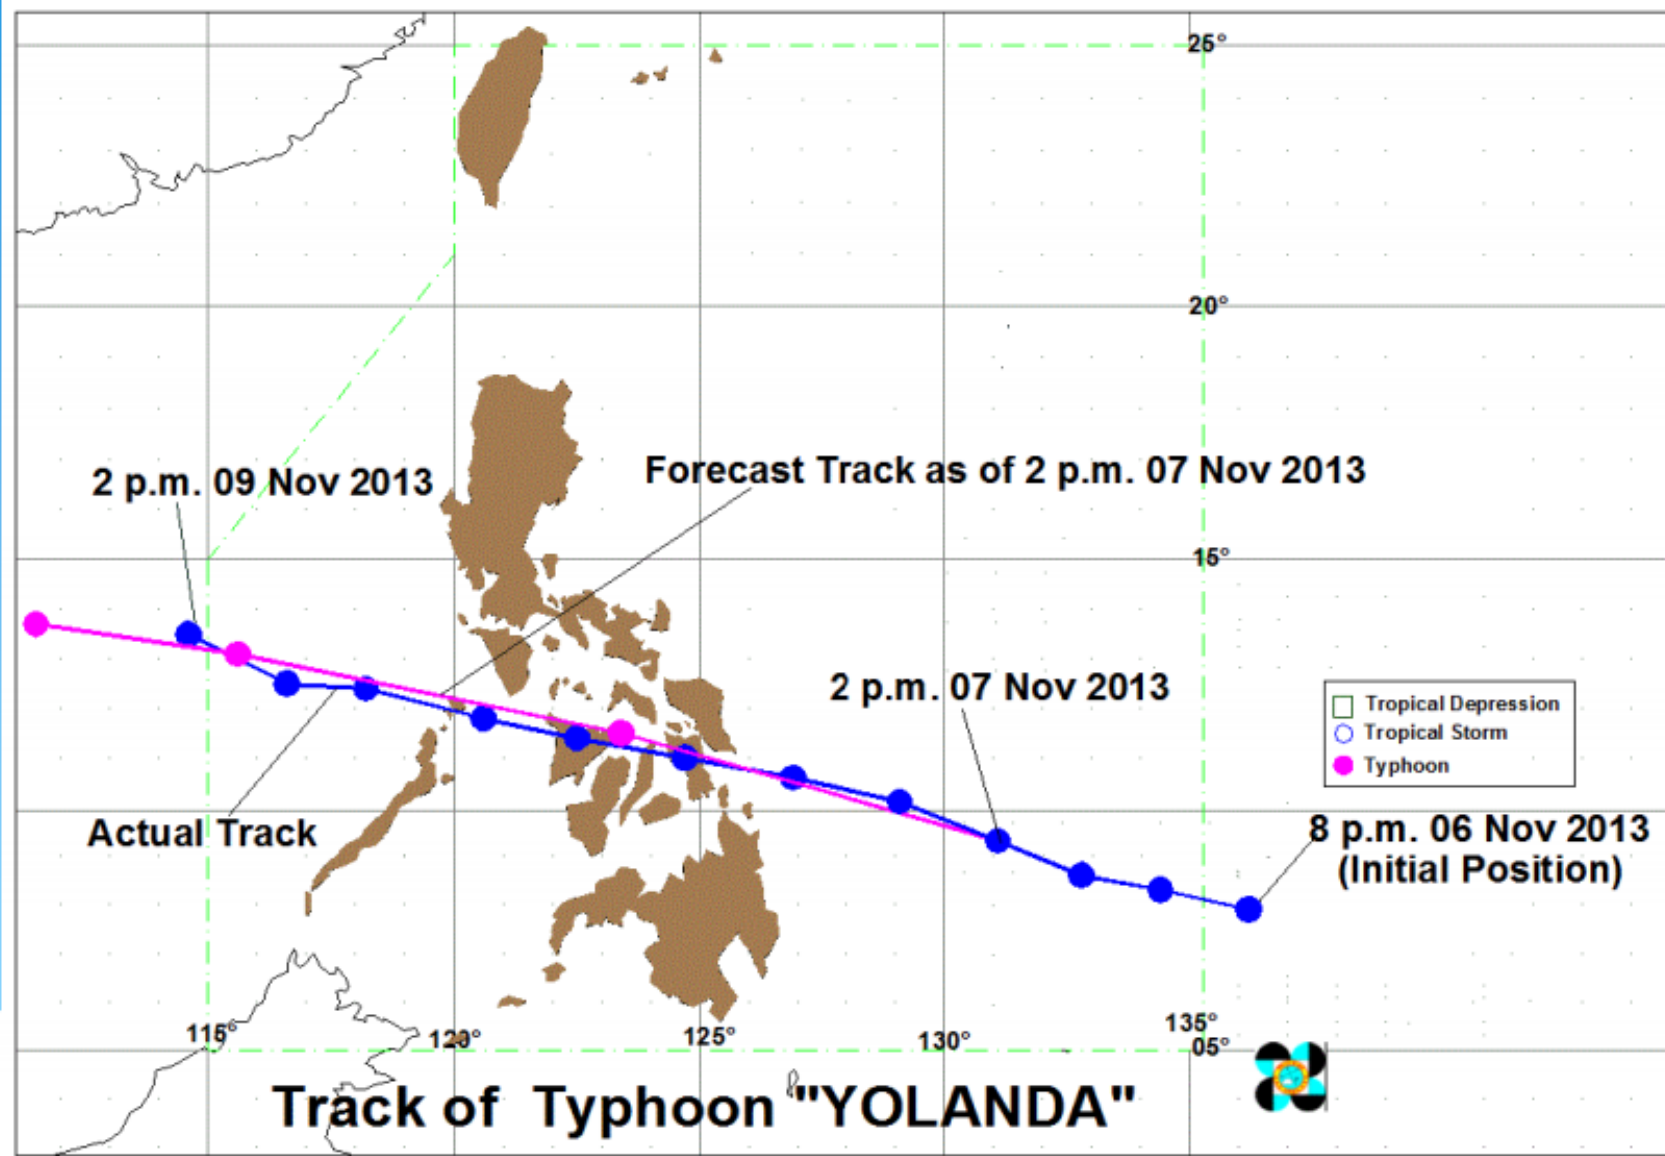 25°
20°
2 p.m. 09 Nov 2013
Forecast Track as of 2 p.m. 07 Nov 2013
15°
2 p.m. 07 Nov 2013
Tropical Depression
Tropical Storm
Typhoon
Actual Track
8 p.m. 06 Nov 2013
(Initial Position)
115°
120°
125°
130°
135°
05°
Track of Typhoon "YOLANDA"